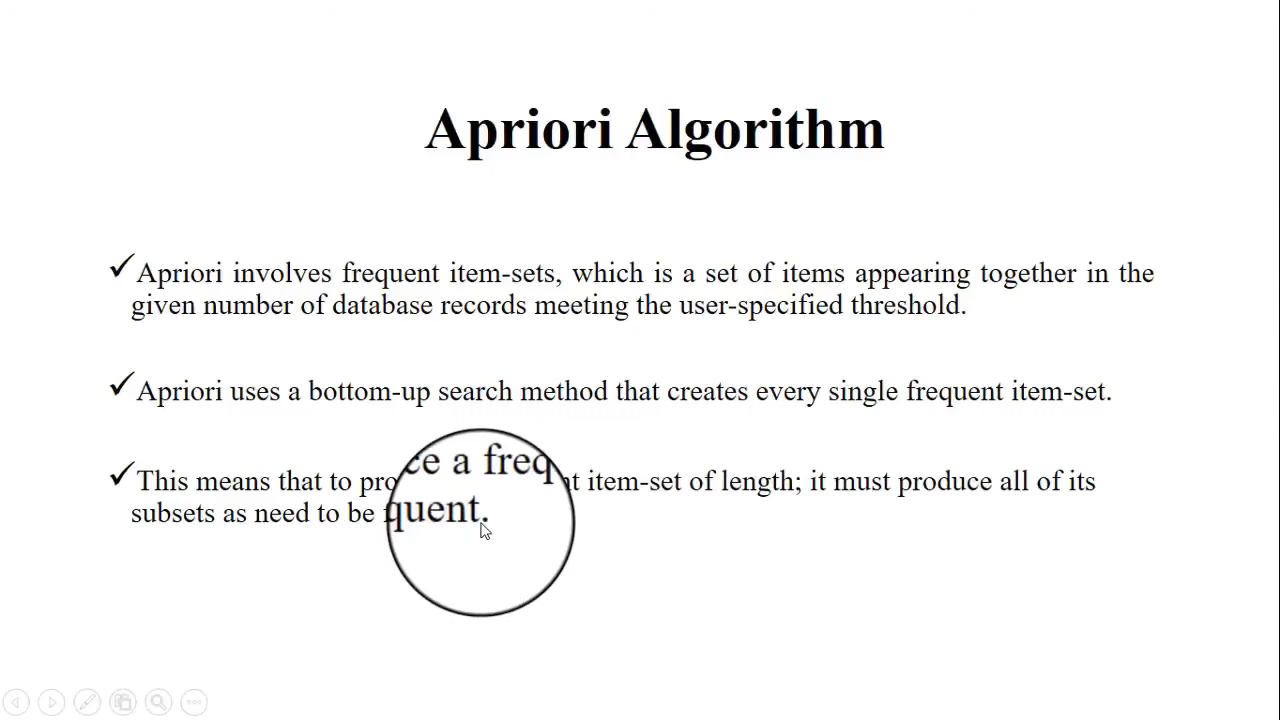 Apriori Algorithm
Apriori involves frequent item-sets, which is a set of items appearing together in the
given number of database records meeting the user-specified threshold.
Apriori uses a bottom-up search method that creates every single frequent item-set.
This means that to produce a frequent item-set of length; it must produce all of its
subsets as need to be frequent.